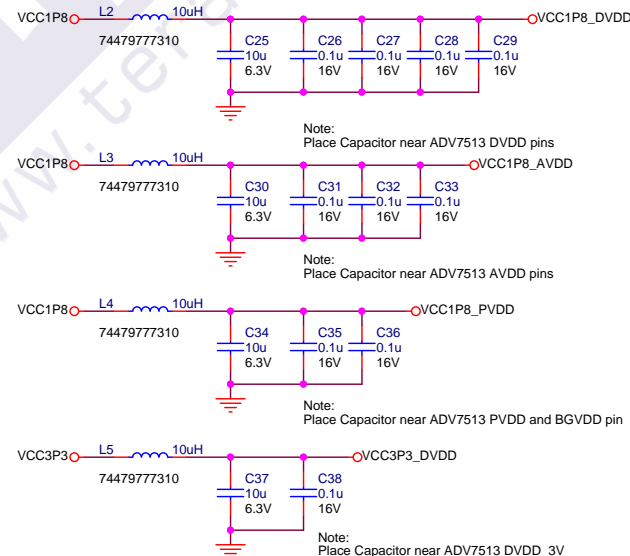 VCC1P8 L2 10uH VCC1P8_DVDD
74479777310
C25 C26 C27 C28 C29
10u 0.1u 0.1u 0.1u 0.1u
6.3V 16V 16V 16V 16V
Note:
Place Capacitor near ADV7513 DVDD pins
VCC1P8 L3 10uH VCC1P8_AVDD
74479777310
C30 C31 C32 C33
10u 0.1u 0.1u 0.1u
6.3V 16V 16V 16V
Note:
Place Capacitor near ADV7513 AVDD pins
VCC1P8 L4 10uH VCC1P8_PVDD
74479777310
C34 C35 C36
10u 0.1u 0.1u
6.3V 16V 16V
Note:
Place Capacitor near ADV7513 PVDD and BGVDD pin
VCC3P3 L5 10uH VCC3P3_DVDD
74479777310
C37 C38
10u 0.1u
6.3V 16V
Note:
Place Capacitor near ADV7513 DVDD_3V